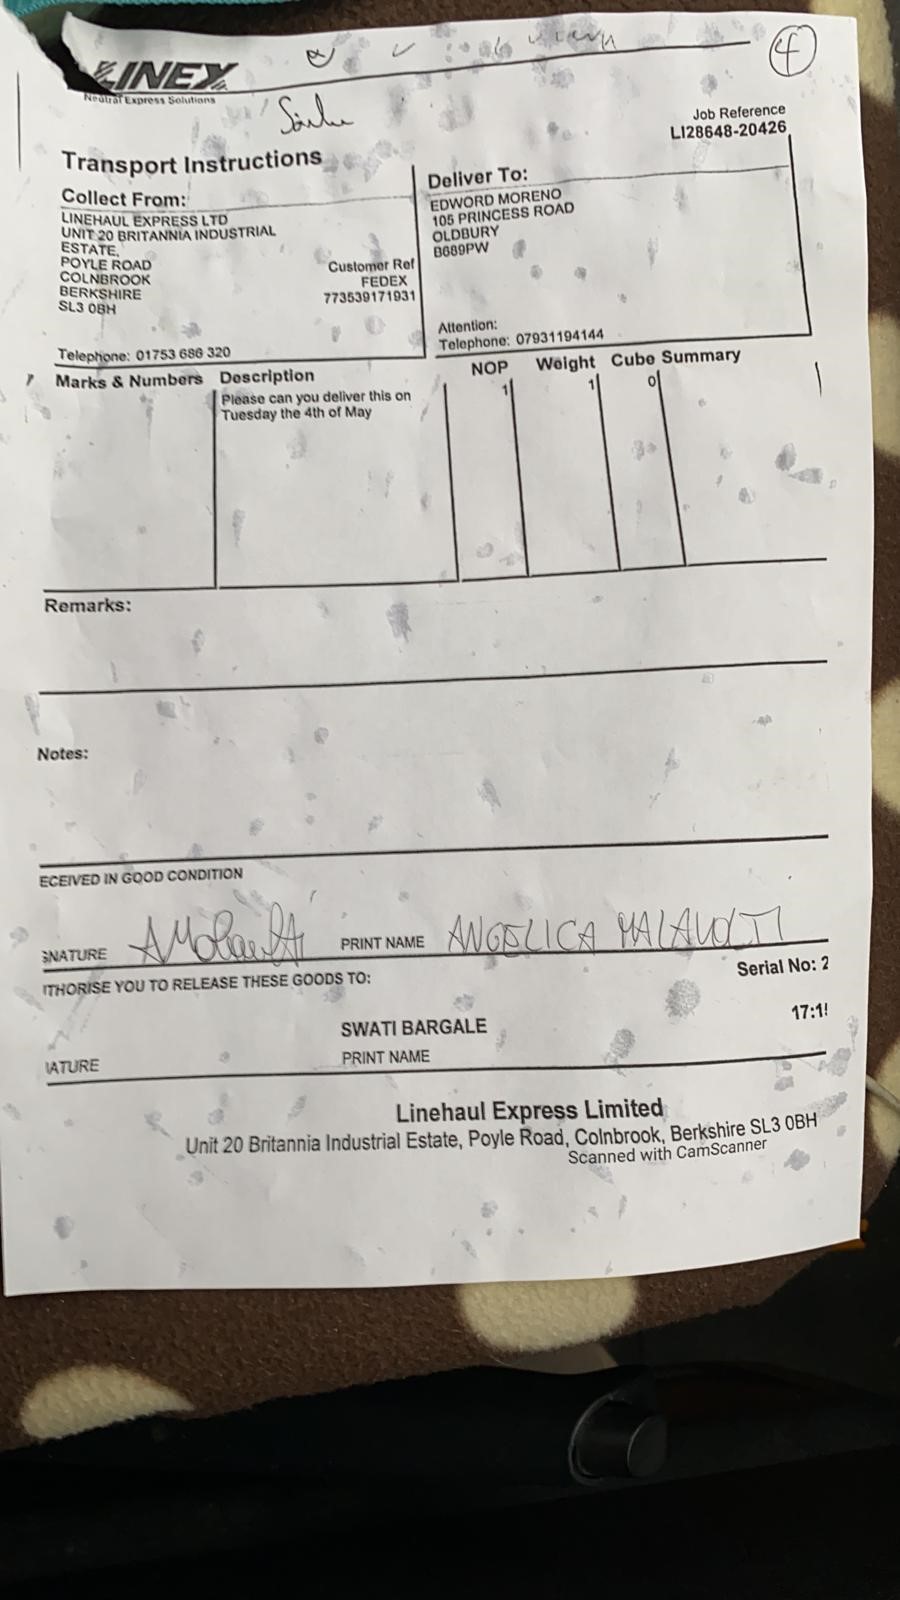 LINEX
Neutral Express Solutions
4
Job Reference
LI28648-20426
Transport Instructions
Collect From:
LINEHAUL EXPRESS LTD
UNIT 20 BRITANNIA INDUSTRIAL
ESTATE,
POYLE ROAD
COLNBROOK
BERKSHIRE
SL3 0BH
Customer Ref
FEDEX
773539171931
Telephone: 01753 686 320
Deliver To:
EDWORD MORENO
105 PRINCESS ROAD
OLDBURY
B689PW
Attention:
Telephone: 07931194144
Marks & Numbers Description NOP Weight Cube Summary
Please can you deliver this on 1 1 0
Tuesday the 4th of May
Remarks:
Notes:
ECEIVED IN GOOD CONDITION
GNATURE PRINT NAME ANGELICA MALAVOLTI
ITHORISE YOU TO RELEASE THESE GOODS TO:
Serial No: 2
SWATI BARGALE
17:1
IATURE PRINT NAME
Linehaul Express Limited
Unit 20 Britannia Industrial Estate, Poyle Road, Colnbrook, Berkshire SL3 0BH
Scanned with CamScanner